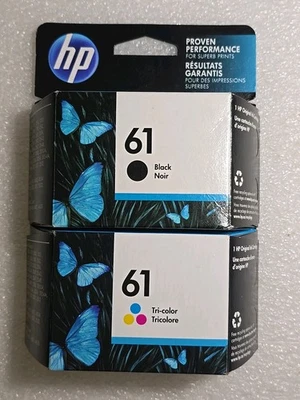 hp
PROVEN
PERFORMANCE
FOR SUPERB PRINTS
RÉSULTATS
GARANTIS
POUR DES IMPRESSIONS
SUPERBES
61
Black
Noir
61
Tri-color
Tricolore